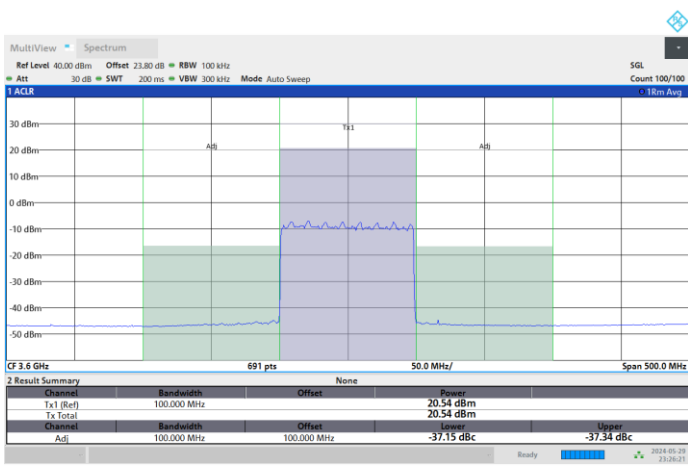 MultiView Spectrum
Ref Level 40.00 dBm Offset 23.80 dB RBW 100 kHz SGL
Att 30 dB SWT 200 ms VBW 300 kHz Mode Auto Sweep Count 100/100
1 ACLR 1Rm Avg
30 dBm
Tx1
20 dBm
Adj Adj
10 dBm
0 dBm
-10 dBm
-20 dBm
-30 dBm
-40 dBm
-50 dBm
CF 3.6 GHz 691 pts 50.0 MHz/ Span 500.0 MHz
2 Result Summary None
Channel Bandwidth Offset Power
Tx1 (Ref) 100.000 MHz 20.54 dBm
Tx Total 20.54 dBm
Channel Bandwidth Offset Lower Upper
Adj 100.000 MHz 100.000 MHz -37.15 dBc -37.34 dBc
Ready 2024-05-29
23:26:21